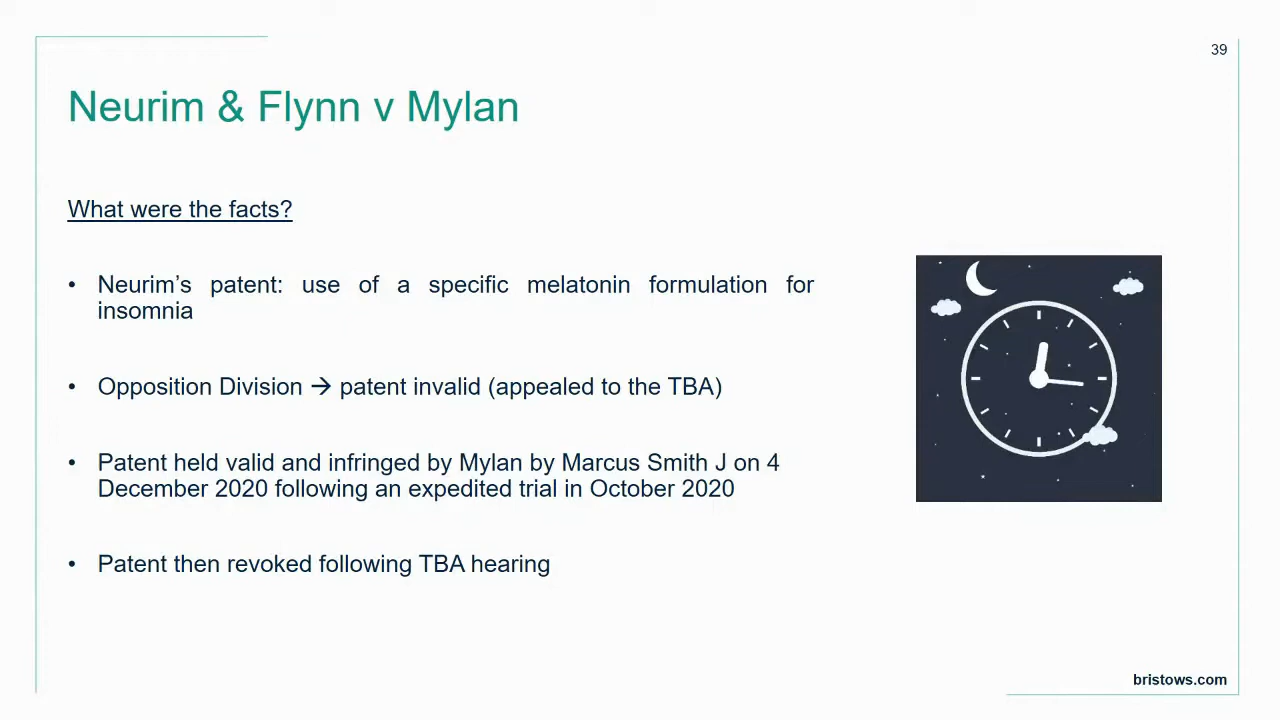 39
Neurim & Flynn v Mylan
What were the facts?
• Neurim’s patent: use of a specific melatonin formulation for
insomnia
• Opposition Division → patent invalid (appealed to the TBA)
• Patent held valid and infringed by Mylan by Marcus Smith J on 4
December 2020 following an expedited trial in October 2020
• Patent then revoked following TBA hearing
bristows.com